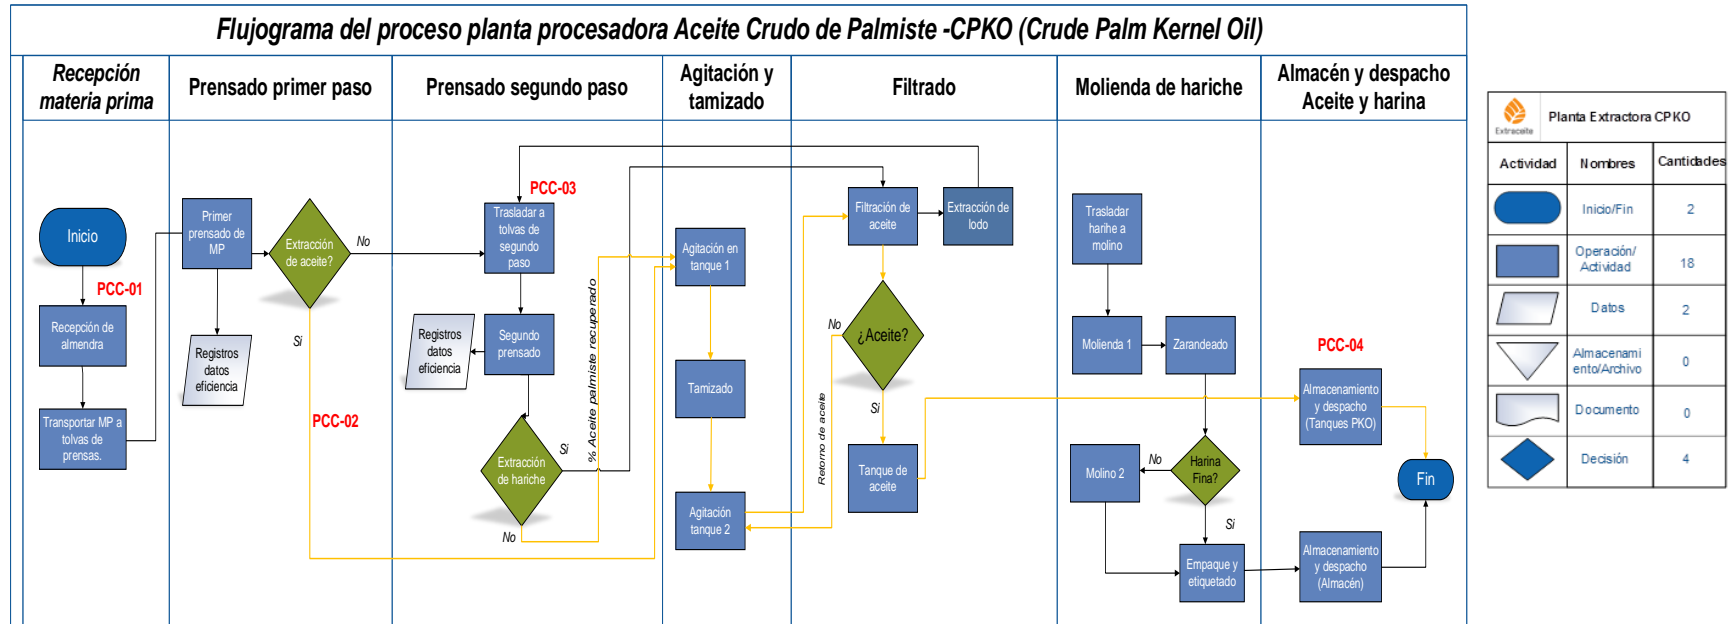 Flujograma del proceso planta procesadora Aceite Crudo de Palmiste -CPKO (Crude Palm Kernel Oil)
Recepción
materia prima
Prensado primer paso
Prensado segundo paso
Agitación y
tamizado
Filtrado
Molienda de hariche
Almacén y despacho
Aceite y harina
Inicio
PCC-01
Recepción de
almendra
Transportar MP a
tolvas de
prensas.
Primer
prensado de
MP
Extracción
de aceite?
No
Si
Registros
datos
eficiencia
PCC-02
PCC-03
Trasladar a
tolvas de
segundo
paso
Segundo
prensado
Registros
datos
eficiencia
Extracción
de hariche
Si
No
% Aceite palmiste recuperado
Agitación en
tanque 1
Tamizado
Agitación
tanque 2
Filtración de
aceite
Extracción de
lodo
¿Aceite?
No
Si
Retorno de aceite
Tanque de
aceite
Trasladar
harihe a
molino
Molienda 1
Zarandeado
Harina
Fina?
No
Si
Molino 2
Empaque y
etiquetado
PCC-04
Almacenamiento
y despacho
(Tanques PKO)
Almacenamiento
y despacho
(Almacén)
Fin
Extraceite
Planta Extractora CPKO
Actividad Nombres Cantidades
Inicio/Fin 2
Operación/
Actividad 18
Datos 2
Almacenami
ento/Archivo 0
Documento 0
Decisión 4